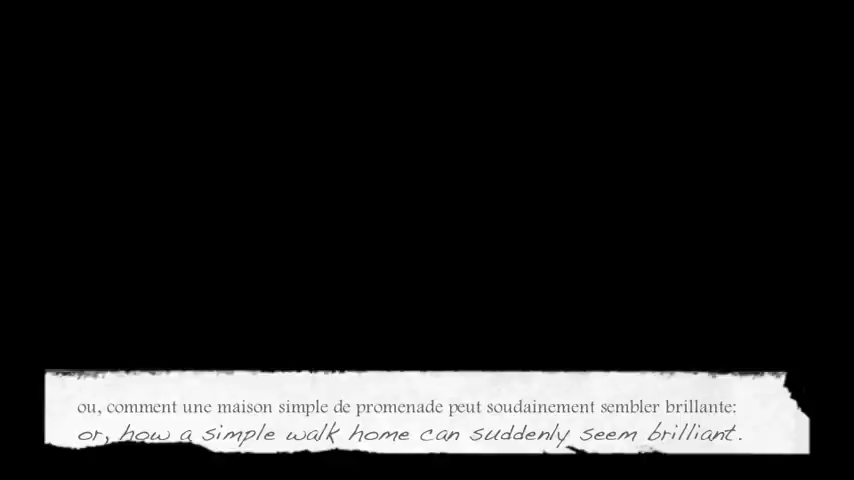 ou, comment une maison simple de promenade peut soudainement sembler brillante:
or, how a simple walk home can suddenly seem brilliant.